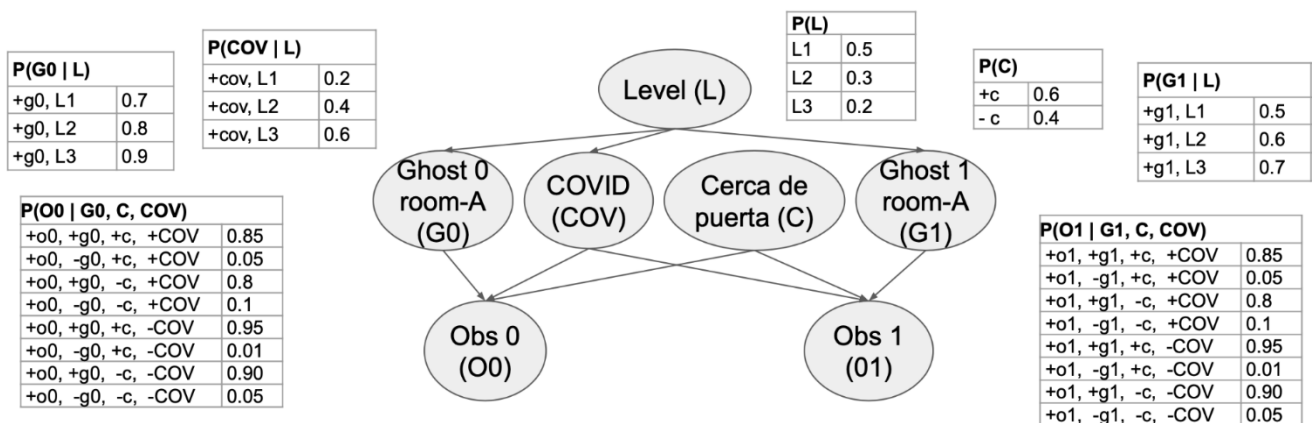 P(G0 | L)
+g0, L1 0.7
+g0, L2 0.8
+g0, L3 0.9
P(COV | L)
+cov, L1 0.2
+cov, L2 0.4
+cov, L3 0.6
Level (L)
P(L)
L1 0.5
L2 0.3
L3 0.2
P(C)
+c 0.6
- c 0.4
P(G1 | L)
+g1, L1 0.5
+g1, L2 0.6
+g1, L3 0.7
Ghost 0
room-A
(G0)
COVID
(COV)
Cerca de
puerta (C)
Ghost 1
room-A
(G1)
P(O0 | G0, C, COV)
+o0, +g0, +c, +COV 0.85
+o0, -g0, +c, +COV 0.05
+o0, +g0, -c, +COV 0.8
+o0, -g0, -c, +COV 0.1
+o0, +g0, +c, -COV 0.95
+o0, -g0, +c, -COV 0.01
+o0, +g0, -c, -COV 0.90
+o0, -g0, -c, -COV 0.05
Obs 0
(O0)
Obs 1
(01)
P(O1 | G1, C, COV)
+o1, +g1, +c, +COV 0.85
+o1, -g1, +c, +COV 0.05
+o1, +g1, -c, +COV 0.8
+o1, -g1, -c, +COV 0.1
+o1, +g1, +c, -COV 0.95
+o1, -g1, +c, -COV 0.01
+o1, +g1, -c, -COV 0.90
+o1, -g1, -c, -COV 0.05